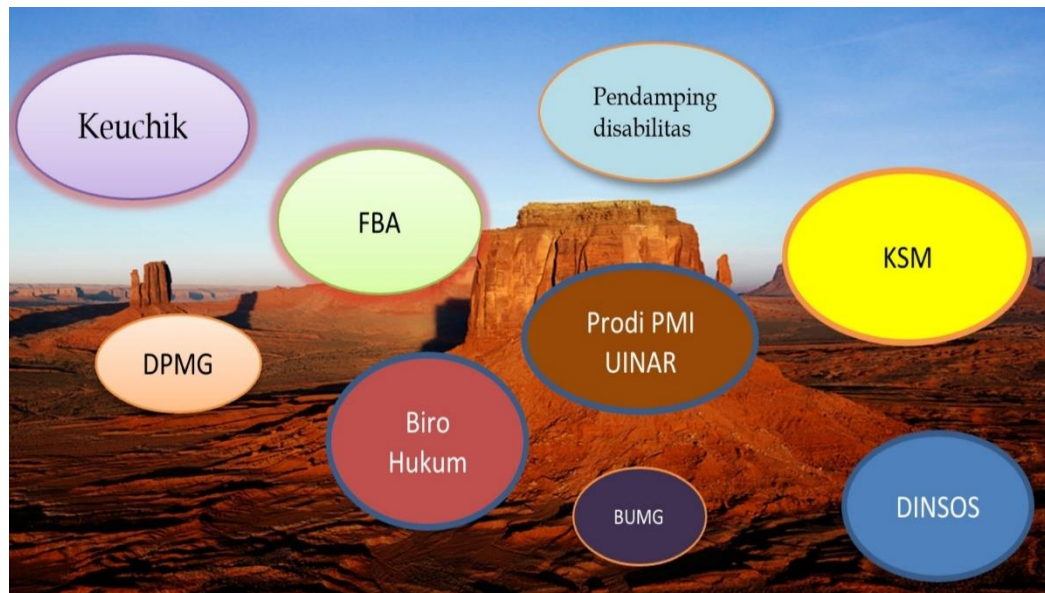 Keuchik
Pendamping
disabilitas
FBA
KSM
Prodi PMI
UINAR
DPMG
Biro
Hukum
BUMG
DINSOS